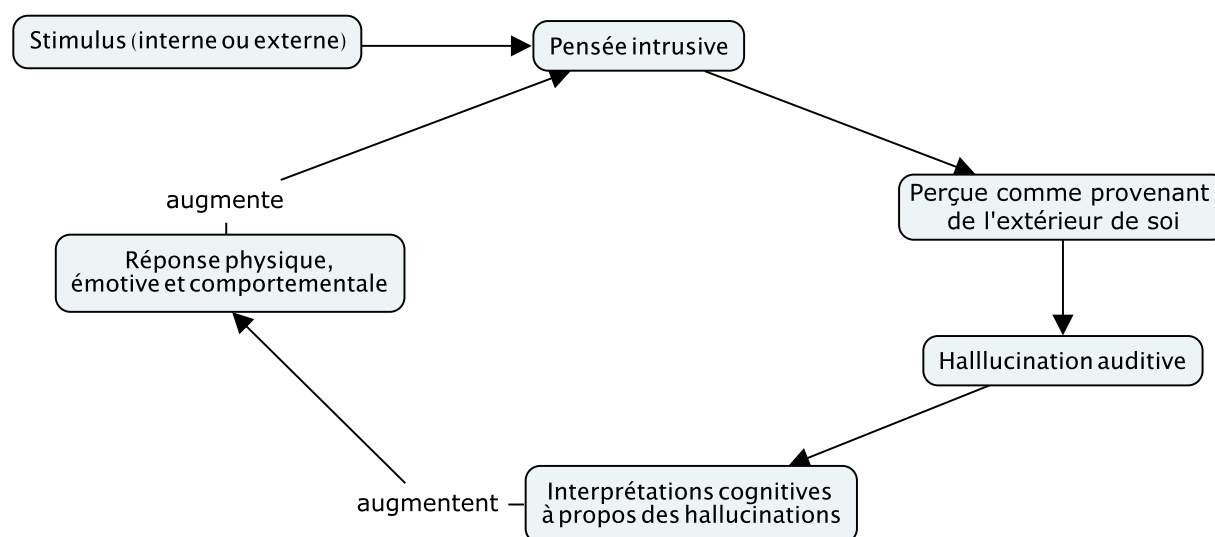 Stimulus (interne ou externe)
Pensée intrusive
Perçue comme provenant
de l'extérieur de soi
Halllucination auditive
Interprétations cognitives
à propos des hallucinations
augmentent
Réponse physique,
émotive et comportementale
augmente